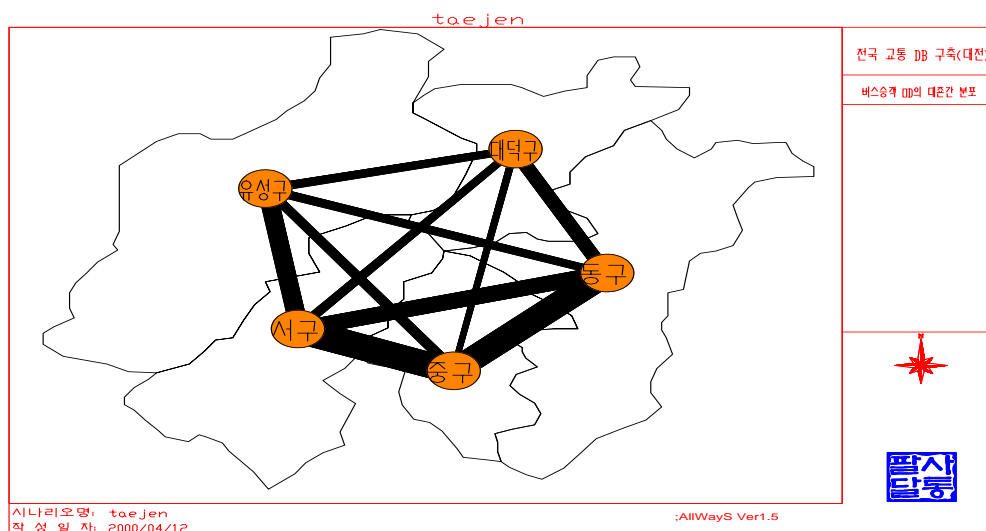 taejen
전국 교통 DB 구축(대전)
버스승객 OD의 대존간 분포
대덕구
유성구
동구
서구
중구
N
팔사
달통
시나리오명: taejen
작 성 일 자: 2000/04/12
;AllWayS Ver1.5